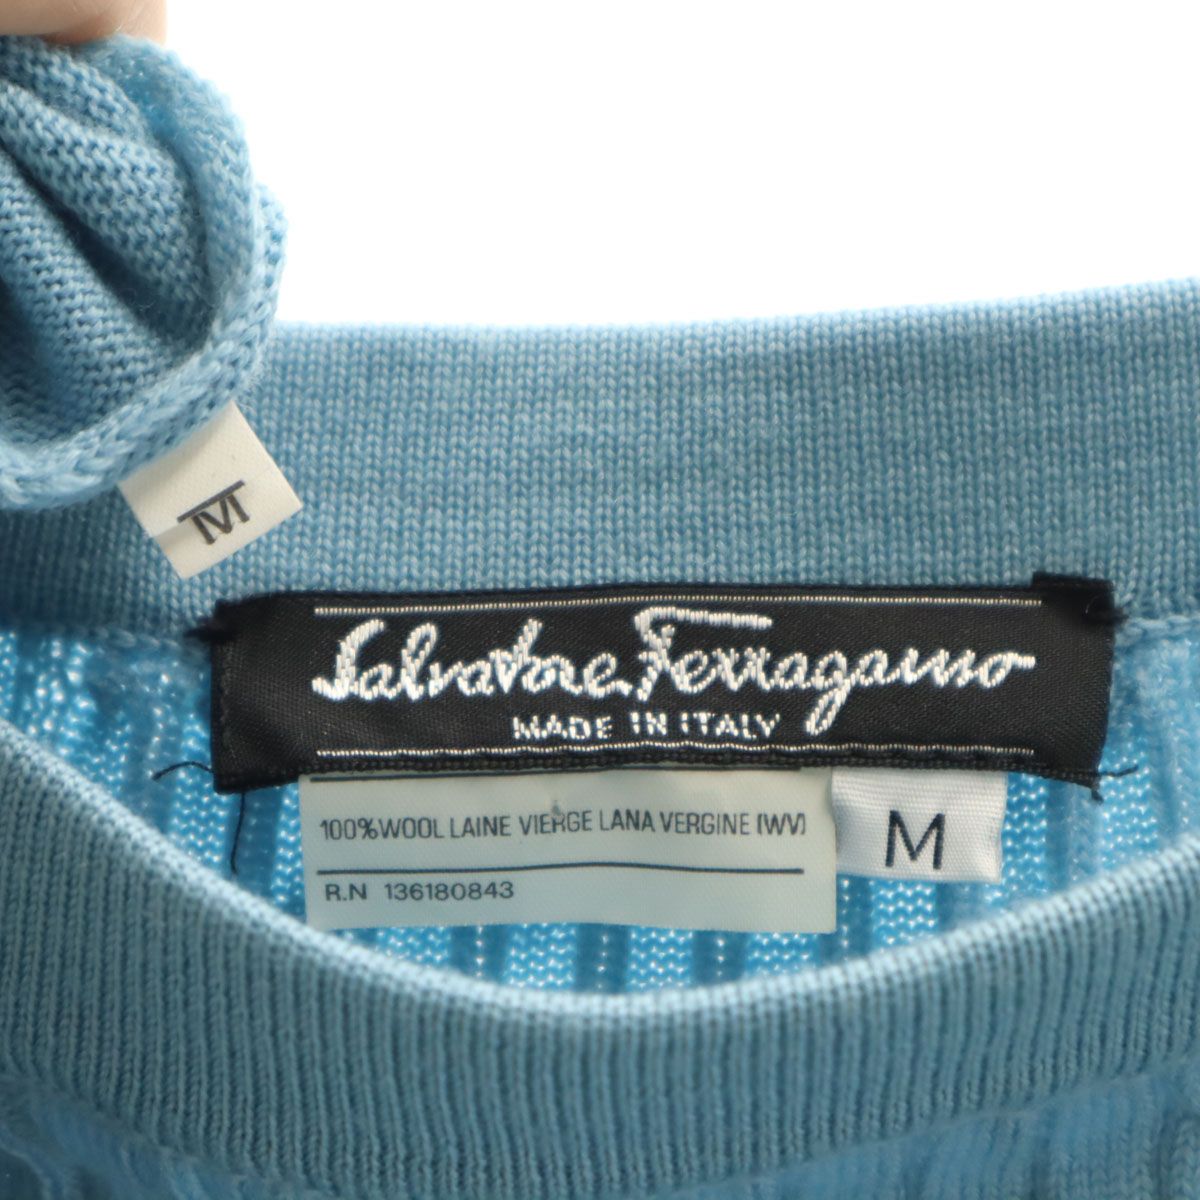 M
Salvatore Ferragamo
MADE IN ITALY
100%WOOL LAINE VIERGE LANA VERGINE (WV)
R.N 136180843
M